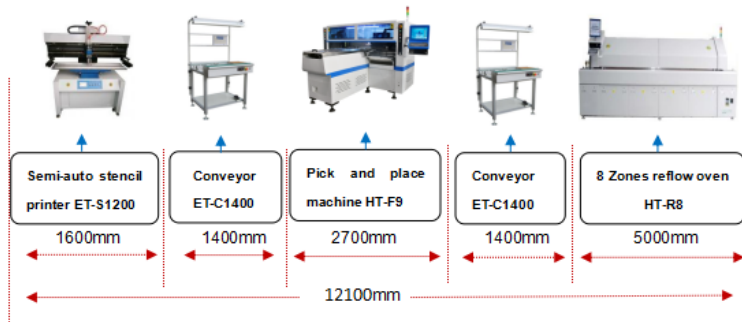 Semi-auto stencil
printer ET-S1200
Conveyor
ET-C1400
Pick and place
machine HT-F9
Conveyor
ET-C1400
8 Zones reflow oven
HT-R8
1600mm
1400mm
2700mm
1400mm
5000mm
12100mm